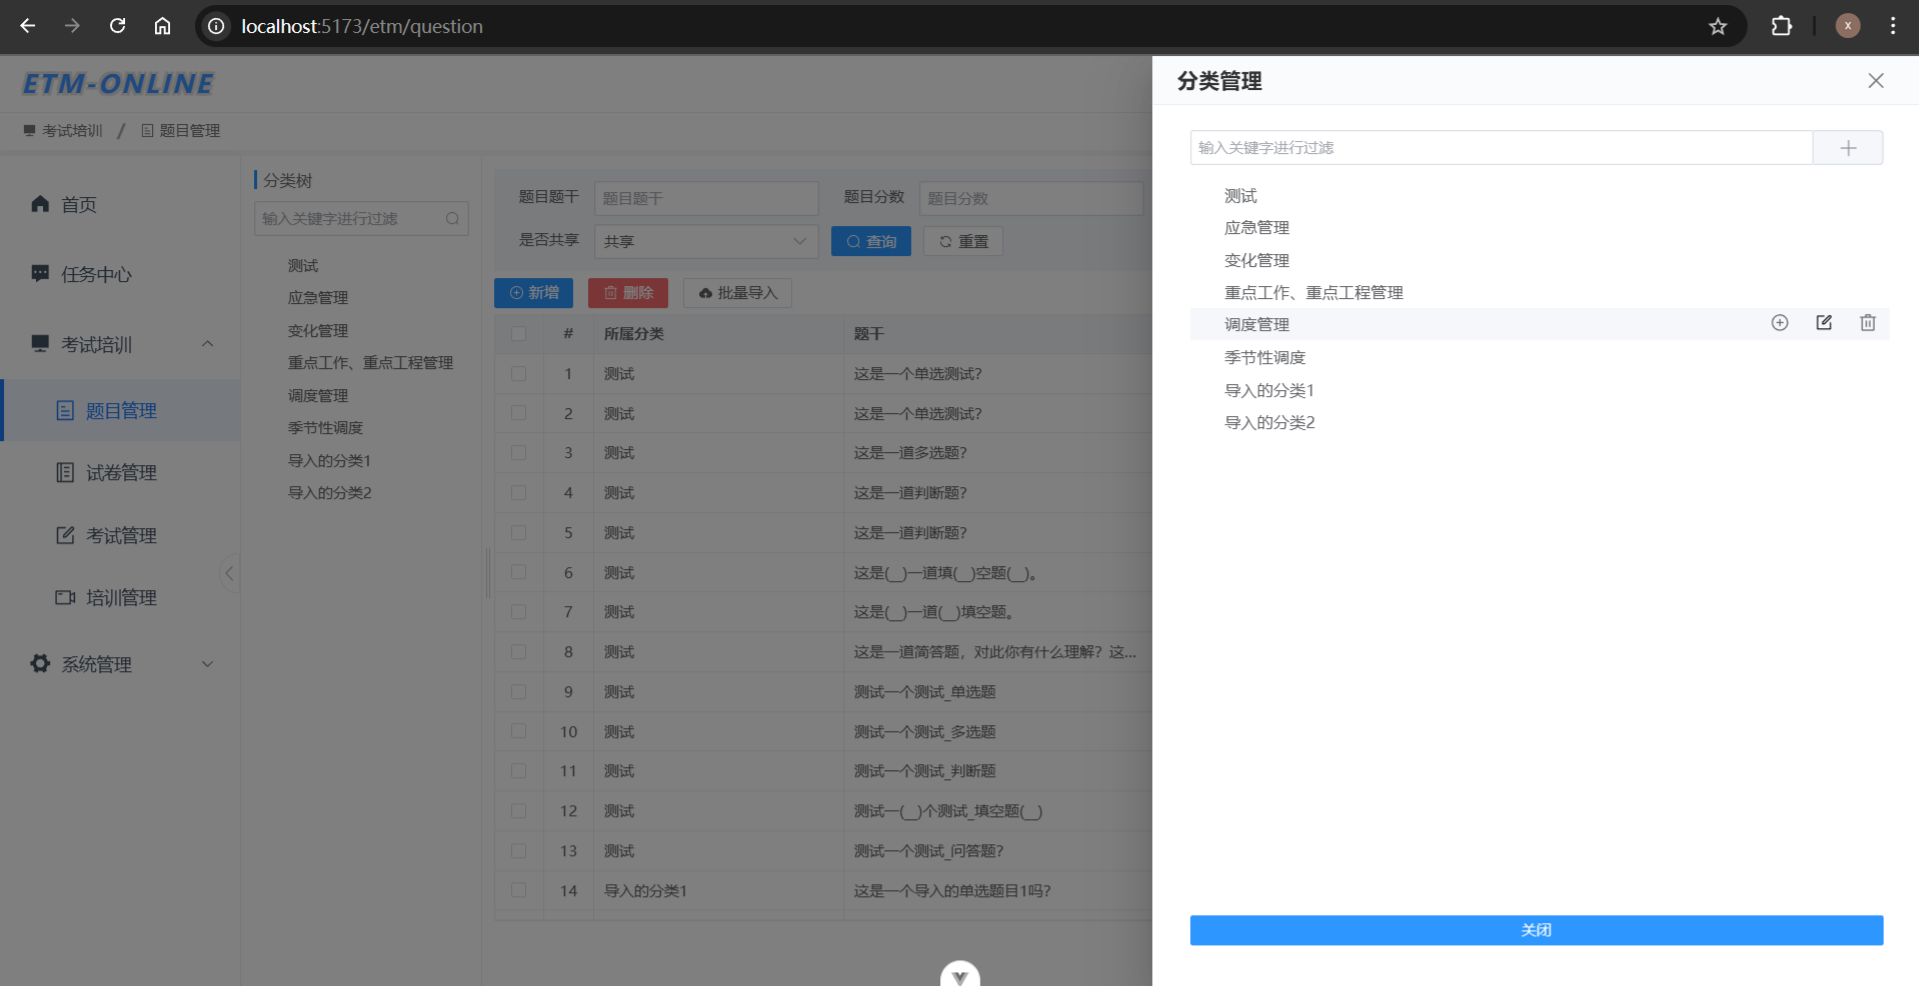 localhost:5173/etm/question
X
ETM-ONLINE
考试培训 / 题目管理
首页
任务中心
考试培训
题目管理
试卷管理
考试管理
培训管理
系统管理
分类树
输入关键字进行过滤
测试
应急管理
变化管理
重点工作、重点工程管理
调度管理
季节性调度
导入的分类1
导入的分类2
题目题干 题目题干 题目分数 题目分数
是否共享 共享 查询 重置
新增 删除 批量导入
# 所属分类 题干
1 测试 这是一个单选测试?
2 测试 这是一个单选测试?
3 测试 这是一道多选题?
4 测试 这是一道判断题?
5 测试 这是一道判断题?
6 测试 这是(__)一道填(__)空题(__)。
7 测试 这是(__)一道(__)填空题。
8 测试 这是一道简答题，对此你有什么理解？这...
9 测试 测试一个测试_单选题
10 测试 测试一个测试_多选题
11 测试 测试一个测试_判断题
12 测试 测试一(__)个测试_填空题(__)
13 测试 测试一个测试_问答题?
14 导入的分类1 这是一个导入的单选题目1吗?
分类管理
输入关键字进行过滤
测试
应急管理
变化管理
重点工作、重点工程管理
调度管理
季节性调度
导入的分类1
导入的分类2
关闭